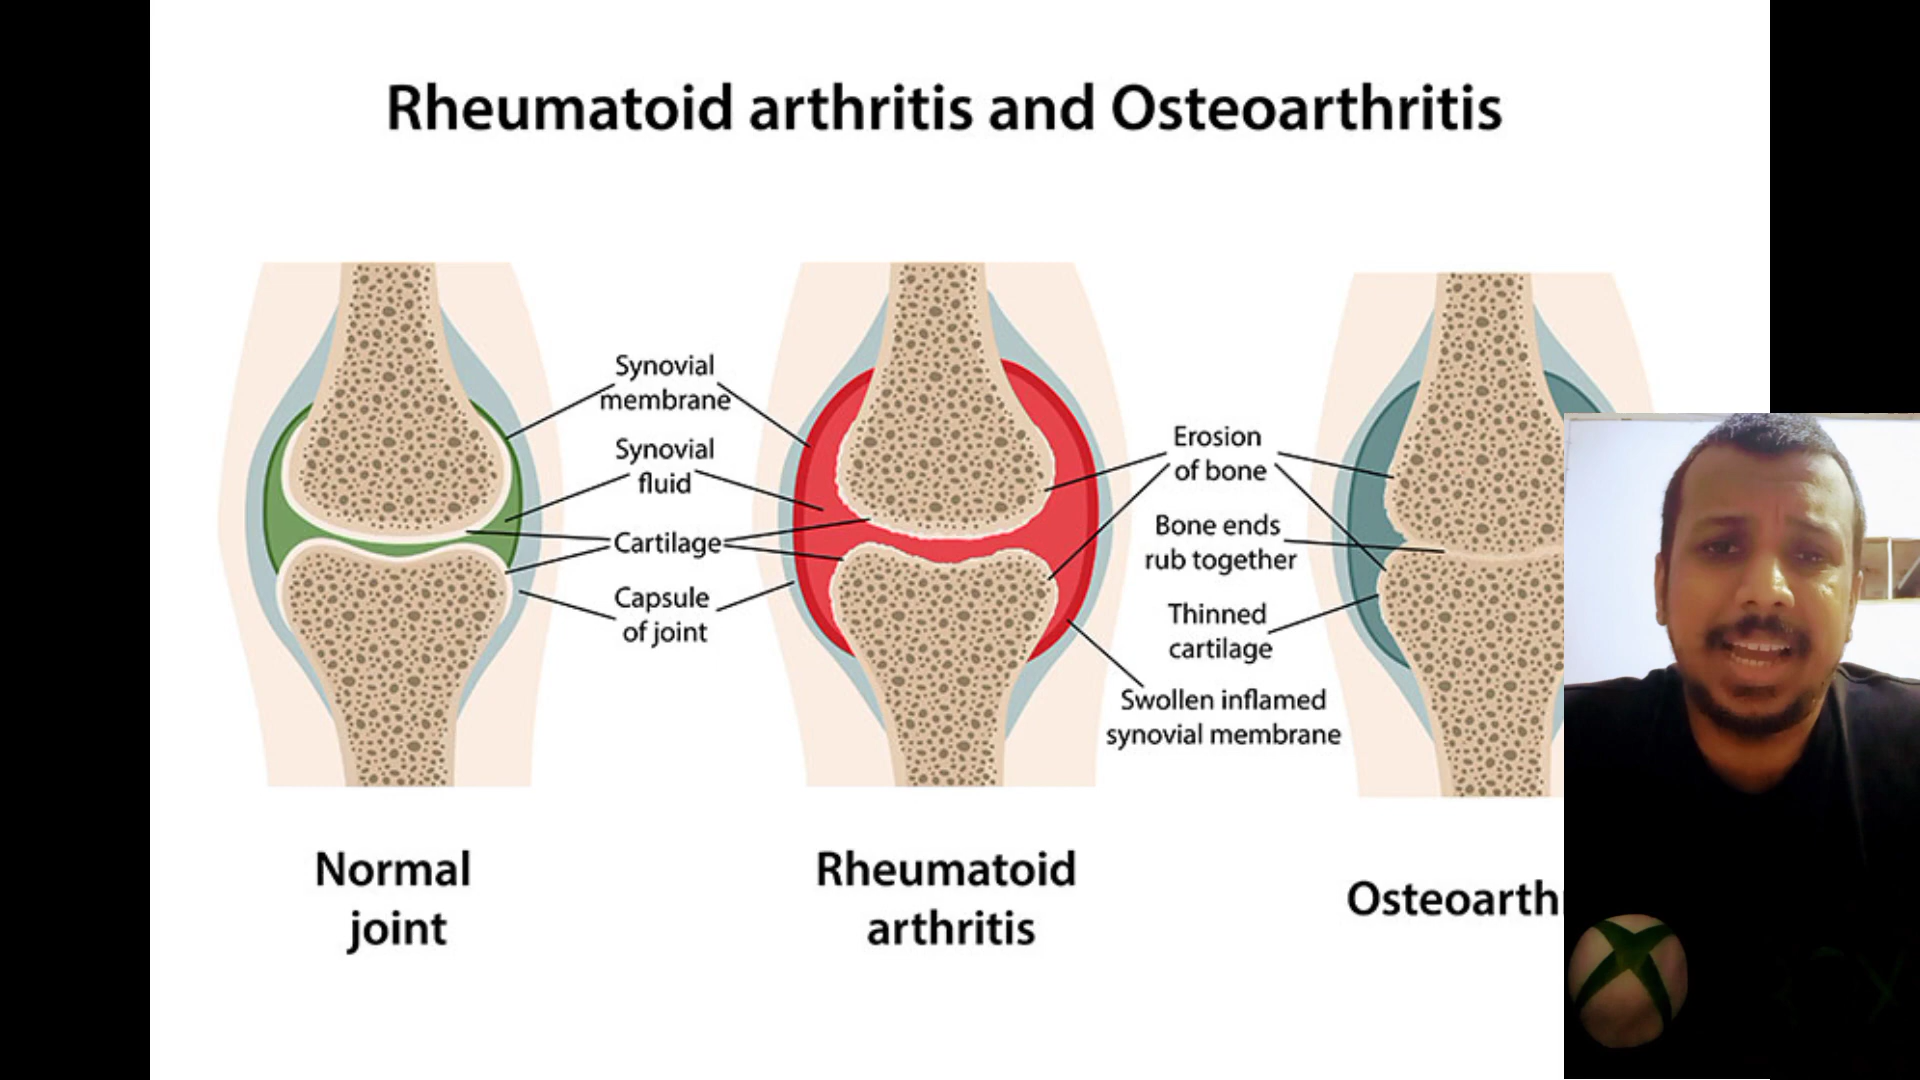 Rheumatoid arthritis and Osteoarthritis
Synovial
membrane
Synovial
fluid
Cartilage
Capsule
of joint
Erosion
of bone
Bone ends
rub together
Thinned
cartilage
Swollen inflamed
synovial membrane
Normal
joint
Rheumatoid
arthritis
Osteoarth